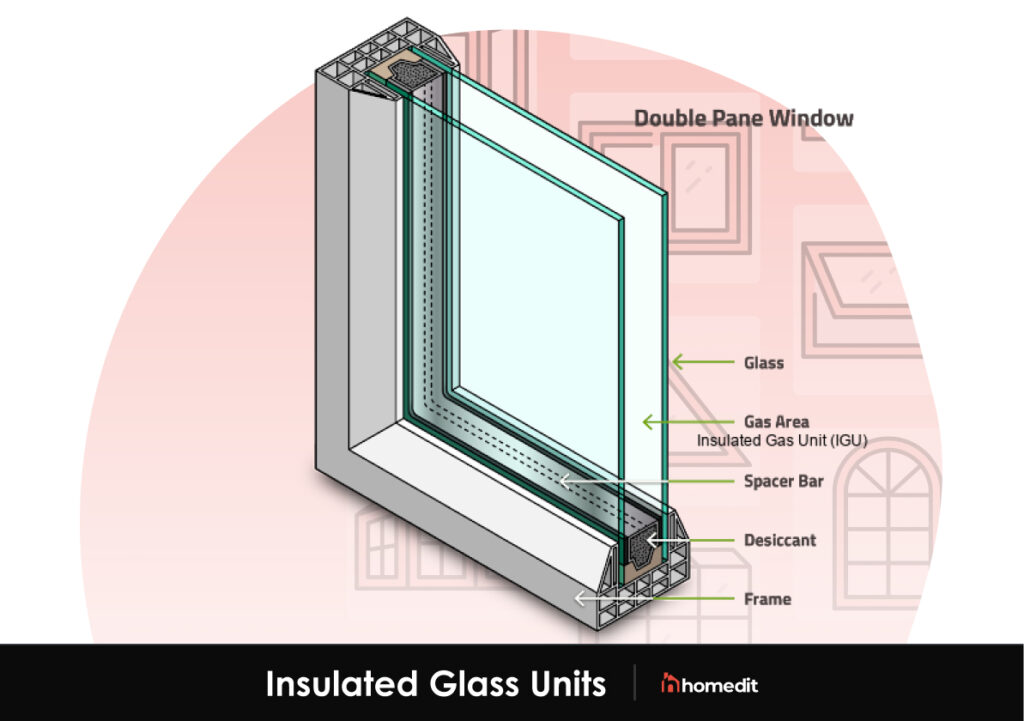 Double Pane Window
Glass
Gas Area
Insulated Gas Unit (IGU)
Spacer Bar
Desiccant
Frame
Insulated Glass Units
homedit